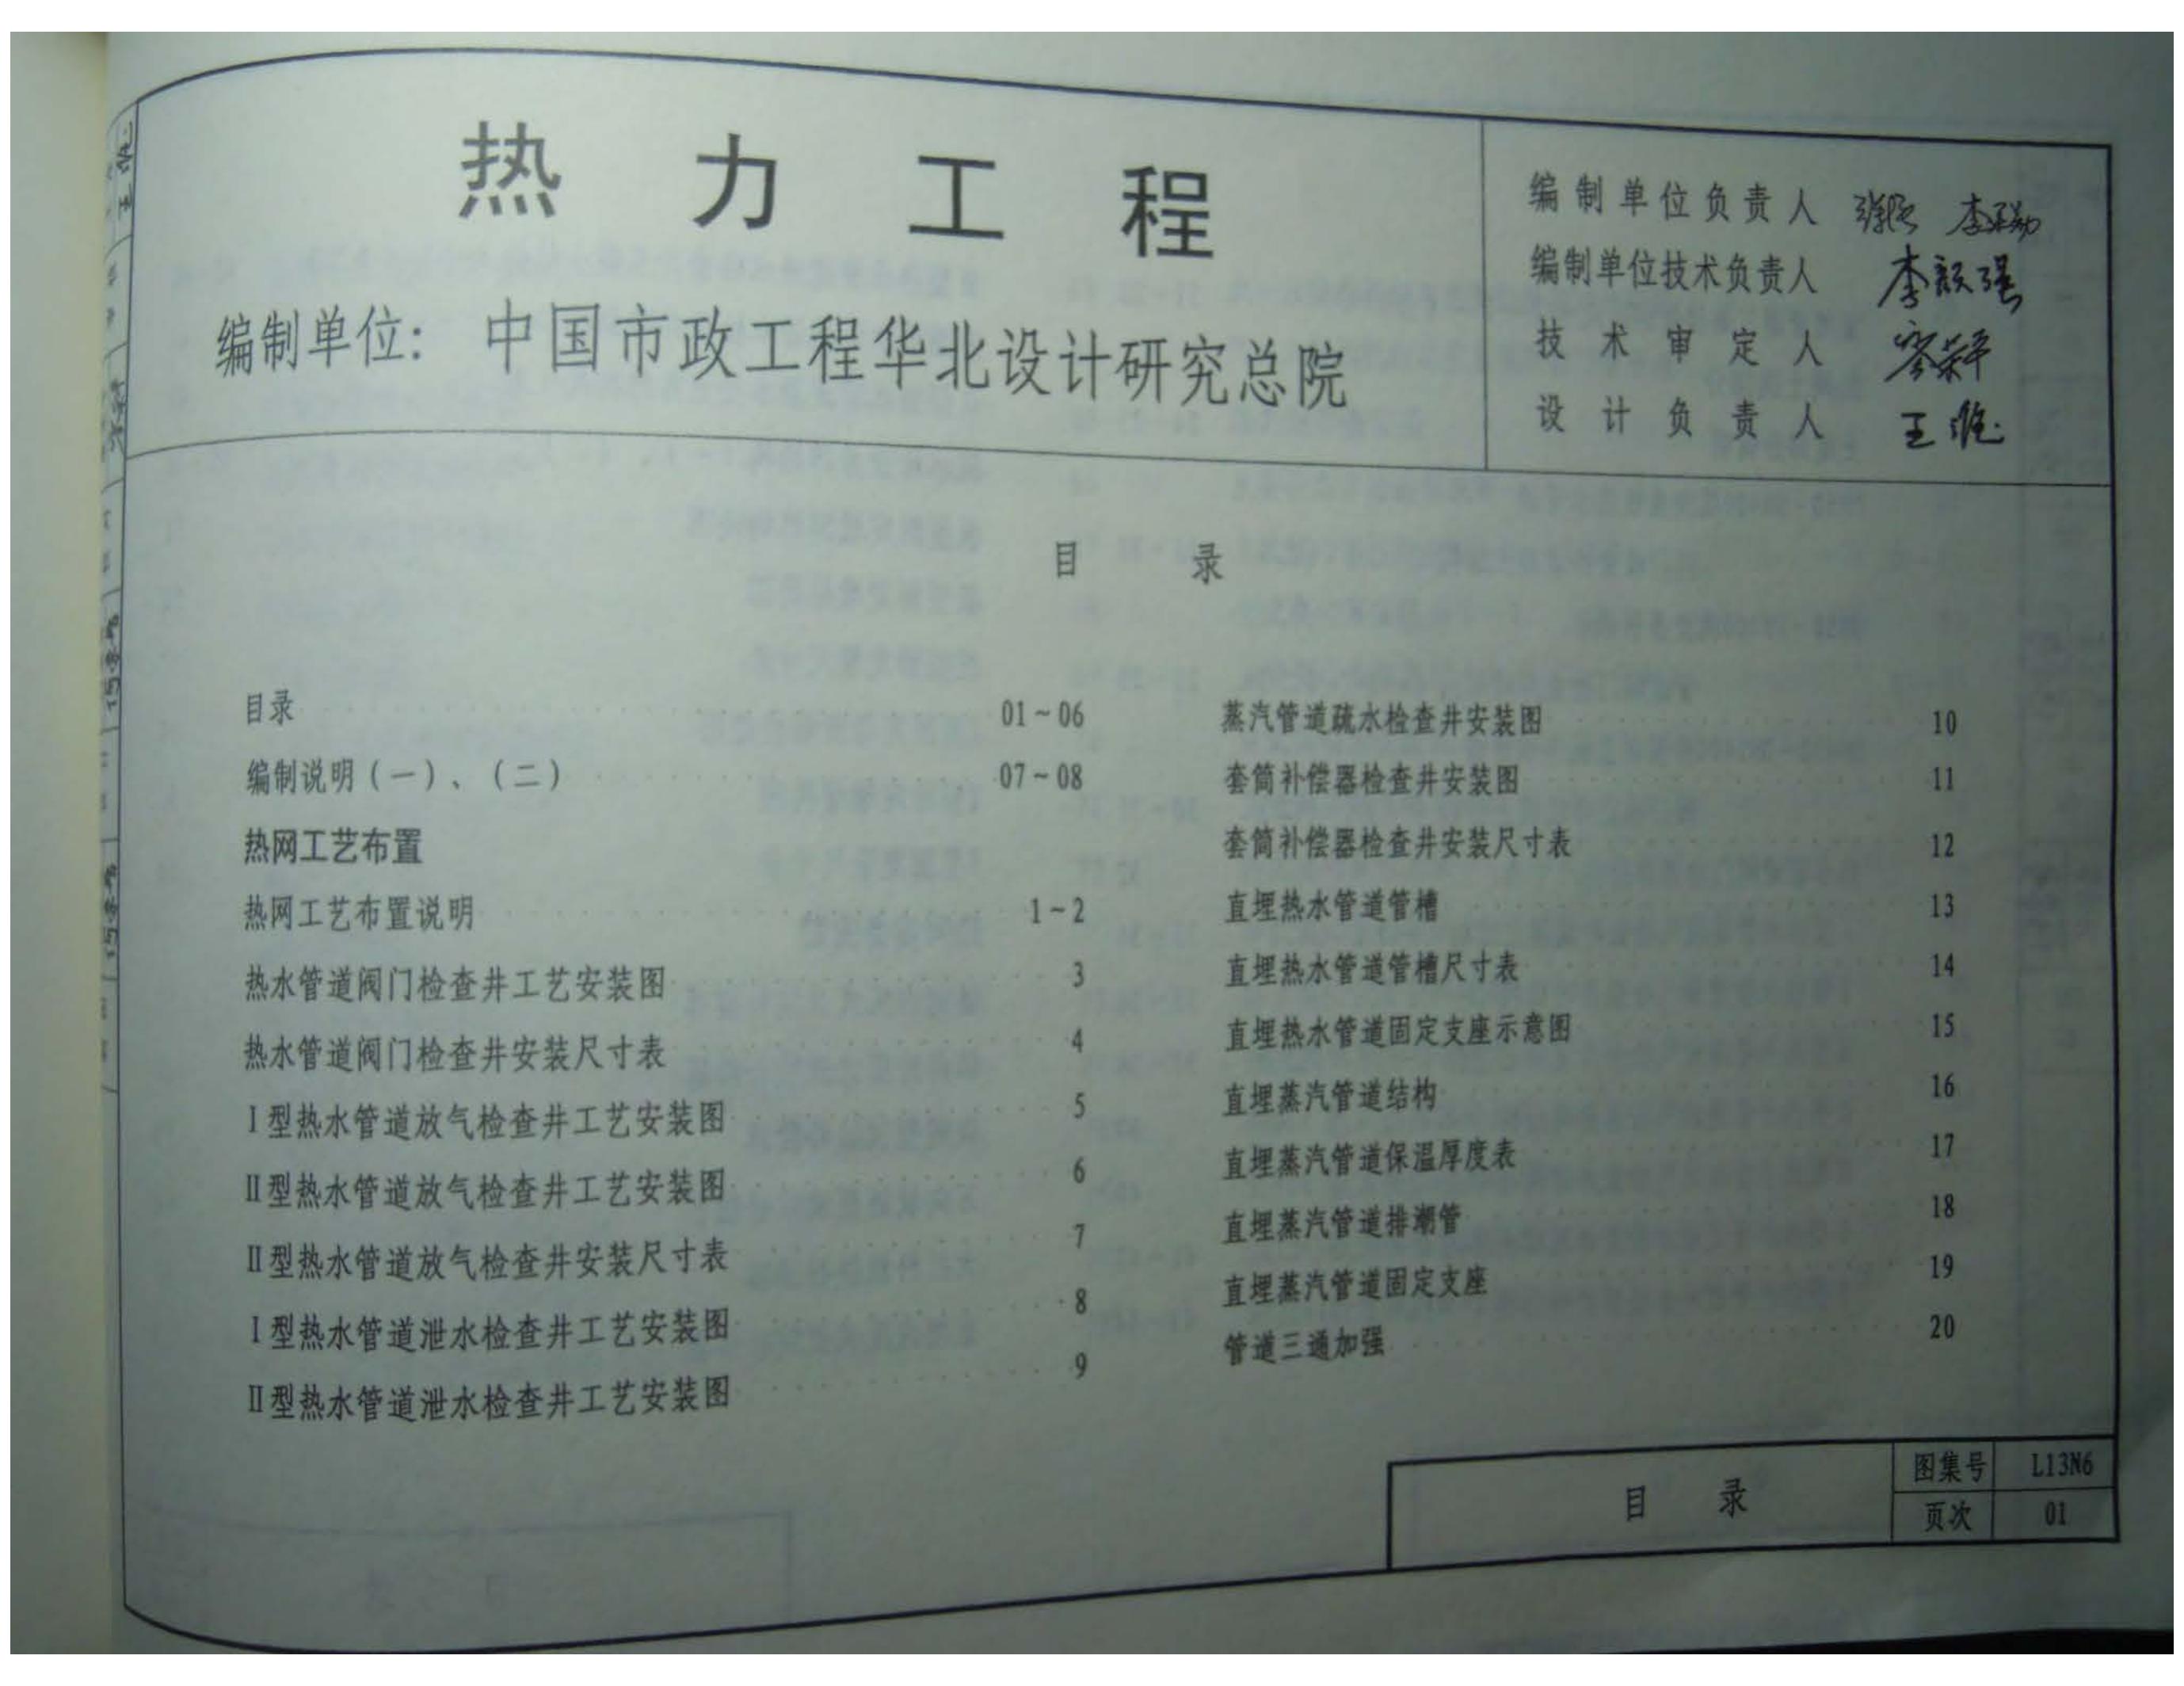 热力工程
编制单位：中国市政工程华北设计研究总院
编制单位负责人
编制单位技术负责人 李颜强
技术审定人 廖荣平
设计负责人 王淮
目录
目录 01~06
编制说明（一）、（二） 07~08
热网工艺布置
热网工艺布置说明 1~2
热水管道阀门检查井工艺安装图 3
热水管道阀门检查井安装尺寸表 4
Ⅰ型热水管道放气检查井工艺安装图 5
Ⅱ型热水管道放气检查井工艺安装图 6
Ⅱ型热水管道放气检查井安装尺寸表 7
Ⅰ型热水管道泄水检查井工艺安装图 8
Ⅱ型热水管道泄水检查井工艺安装图 9
蒸汽管道疏水检查井安装图 10
套筒补偿器检查井安装图 11
套筒补偿器检查井安装尺寸表 12
直埋热水管道管槽 13
直埋热水管道管槽尺寸表 14
直埋热水管道固定支座示意图 15
直埋蒸汽管道结构 16
直埋蒸汽管道保温厚度表 17
直埋蒸汽管道排潮管 18
直埋蒸汽管道固定支座 19
管道三通加强 20
目录
图集号 L13N6
页次 01